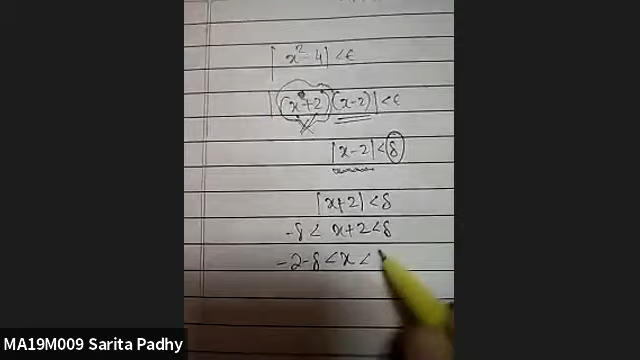 |x² - 4| < ε
|(x+2)(x-2)| < ε
|x-2| < δ
|x+2| < δ
-δ < x+2 < δ
-2-δ < x <
MA19M009 Sarita Padhy